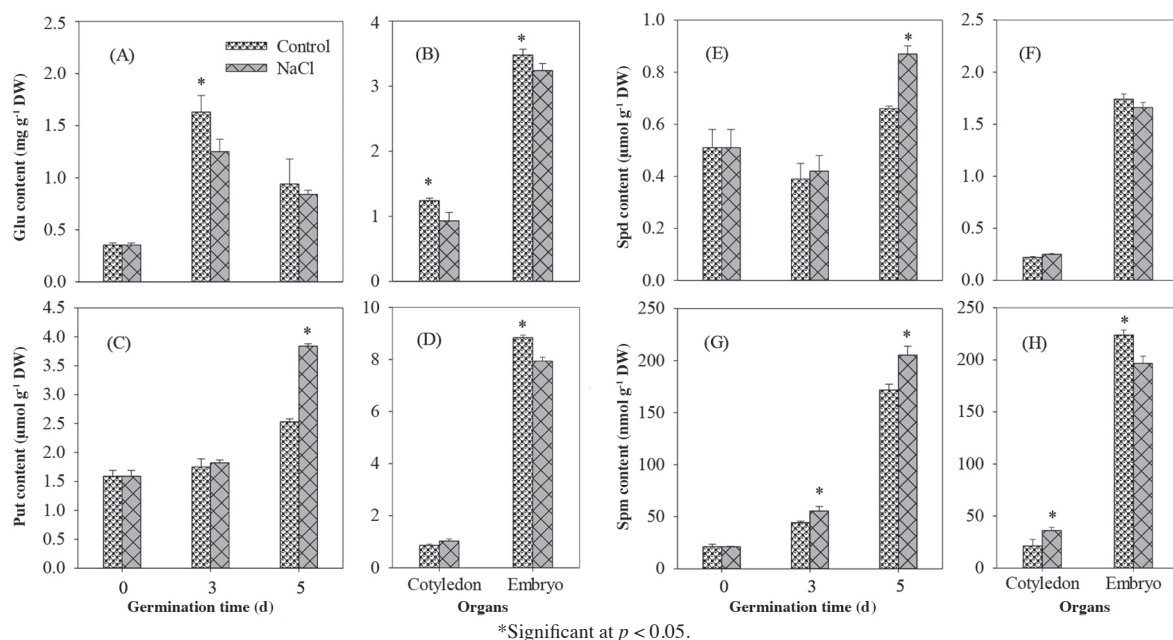 (A)
Control
NaCl
*
Glu content (mg g⁻¹ DW)
2.5
2.0
1.5
1.0
0.5
0.0
(B)
*
*
4
3
2
1
0
(C)
*
Put content (µmol g⁻¹ DW)
4.5
4.0
3.5
3.0
2.5
2.0
1.5
1.0
0.5
0.0
0 3 5
Germination time (d)
(D)
*
10
8
6
4
2
0
Cotyledon Embryo
Organs
(E)
*
Spd content (µmol g⁻¹ DW)
1.0
0.8
0.6
0.4
0.2
0.0
(F)
2.5
2.0
1.5
1.0
0.5
0.0
(G)
*
*
Spm content (nmol g⁻¹ DW)
250
200
150
100
50
0
0 3 5
Germination time (d)
(H)
*
*
250
200
150
100
50
0
Cotyledon Embryo
Organs
*Significant at p < 0.05.